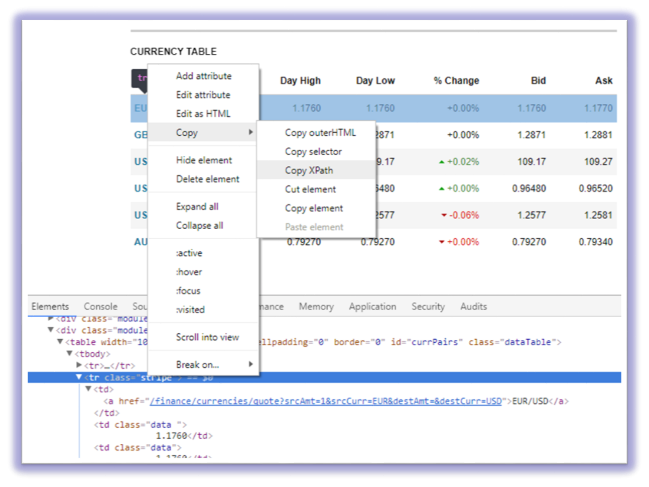 CURRENCY TABLE
tr
Day High Day Low % Change Bid Ask
EU 1.1760 1.1760 +0.00% 1.1760 1.1770
GB 2871 +0.00% 1.2871 1.2881
US 9.17 +0.02% 109.17 109.27
US 5480 +0.00% 0.96480 0.96520
US 2577 -0.06% 1.2577 1.2581
AU 0.79270 0.79270 +0.00% 0.79270 0.79340
Add attribute
Edit attribute
Edit as HTML
Copy
Hide element
Delete element
Expand all
Collapse all
:active
:hover
:focus
:visited
Scroll into view
Break on...
Copy outerHTML
Copy selector
Copy XPath
Cut element
Copy element
Paste element
Elements Console Sou mance Memory Application Security Audits
<div class="module
<div class="module
<table width="10 ellpadding="0" border="0" id="currPairs" class="dataTable">
<tbody>
<tr>…</tr>
<tr class="stripe"> == $0
<td>
<a href="/finance/currencies/quote?srcAmt=1&srcCurr=EUR&destAmt=&destCurr=USD">EUR/USD</a>
</td>
<td class="data ">
1.1760</td>
<td class="data">
1.1760</td>